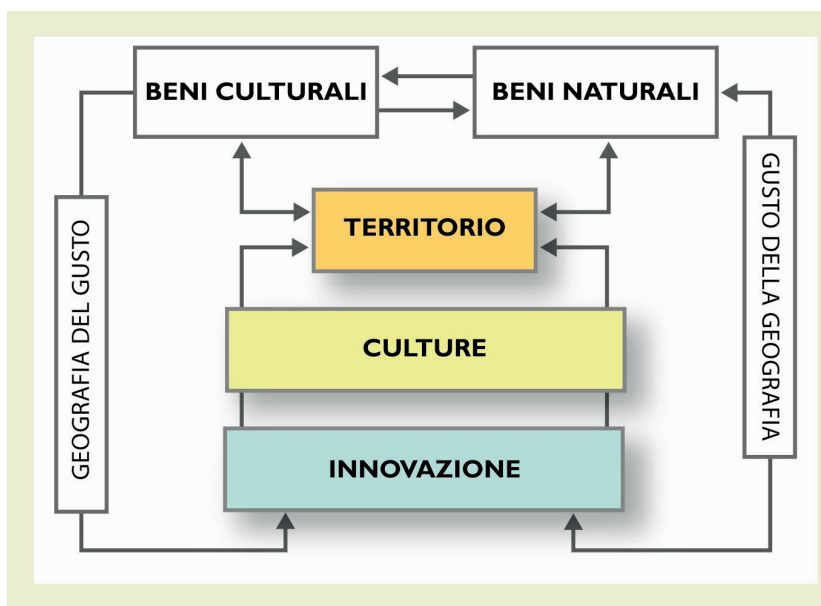 BENI CULTURALI
BENI NATURALI
TERRITORIO
CULTURE
INNOVAZIONE
GEOGRAFIA DEL GUSTO
GUSTO DELLA GEOGRAFIA